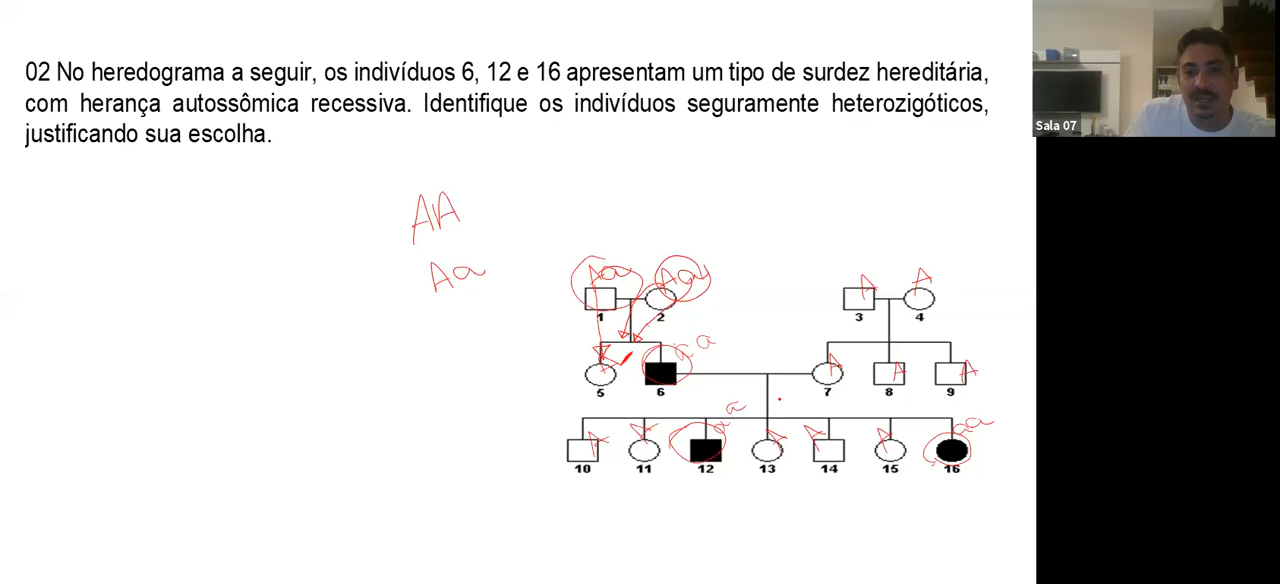 02 No heredograma a seguir, os indivíduos 6, 12 e 16 apresentam um tipo de surdez hereditária,
com herança autossômica recessiva. Identifique os indivíduos seguramente heterozigóticos,
justificando sua escolha.
Sala 07
AA
Aa
Aa Aa A A
1 2 3 4
aa A A A
5 6 7 8 9
aa aa
A A A A A
10 11 12 13 14 15 16